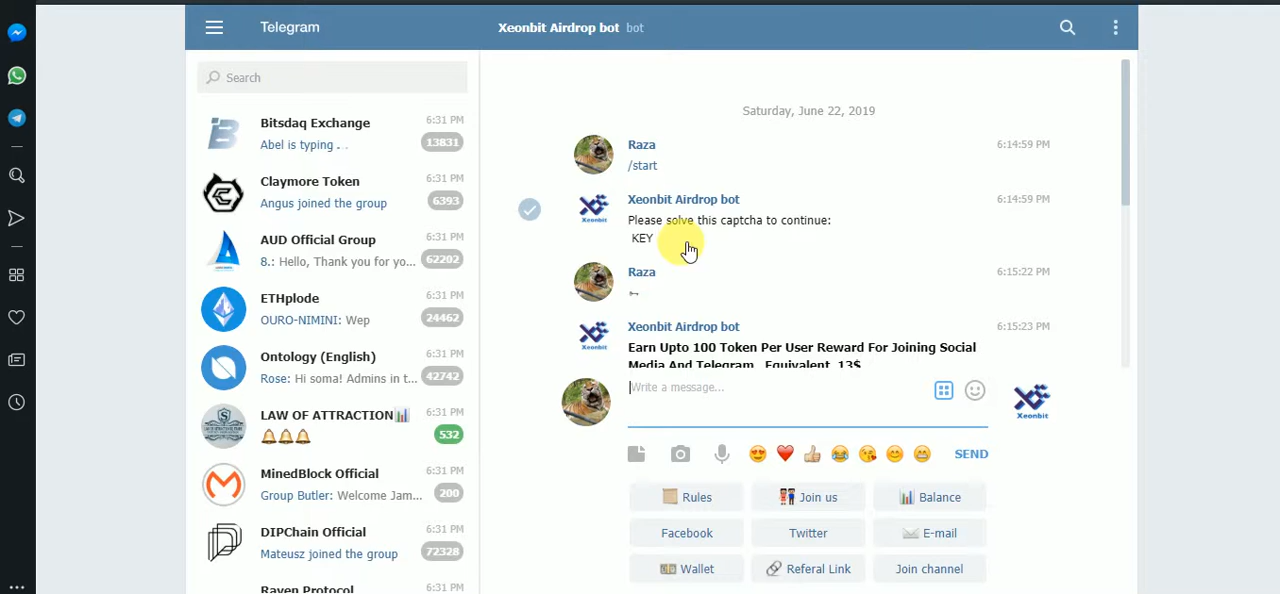 Telegram
Xeonbit Airdrop bot bot
Search
Bitsdaq Exchange 6:31 PM
Abel is typing . . 13831
Claymore Token 6:31 PM
Angus joined the group 6393
AUD Official Group 6:31 PM
8.: Hello, Thank you for yo... 62202
ETHplode 6:31 PM
OURO-NIMINI: Wep 24462
Ontology (English) 6:31 PM
Rose: Hi soma! Admins in t... 42742
LAW OF ATTRACTION📊 6:31 PM
🔔🔔🔔 532
MinedBlock Official 6:31 PM
Group Butler: Welcome Jam... 200
DIPChain Official 6:31 PM
Mateusz joined the group 72328
Raven Protocol 6:31 PM
Saturday, June 22, 2019
Raza 6:14:59 PM
/start
Xeonbit Airdrop bot 6:14:59 PM
Please solve this captcha to continue:
KEY
Xeonbit
Raza 6:15:22 PM
Xeonbit Airdrop bot 6:15:23 PM
Earn Upto 100 Token Per User Reward For Joining Social
Media And Telegram Equivalent 13$
Xeonbit
Write a message...
Xeonbit
SEND
Rules Join us Balance
Facebook Twitter E-mail
Wallet Referal Link Join channel